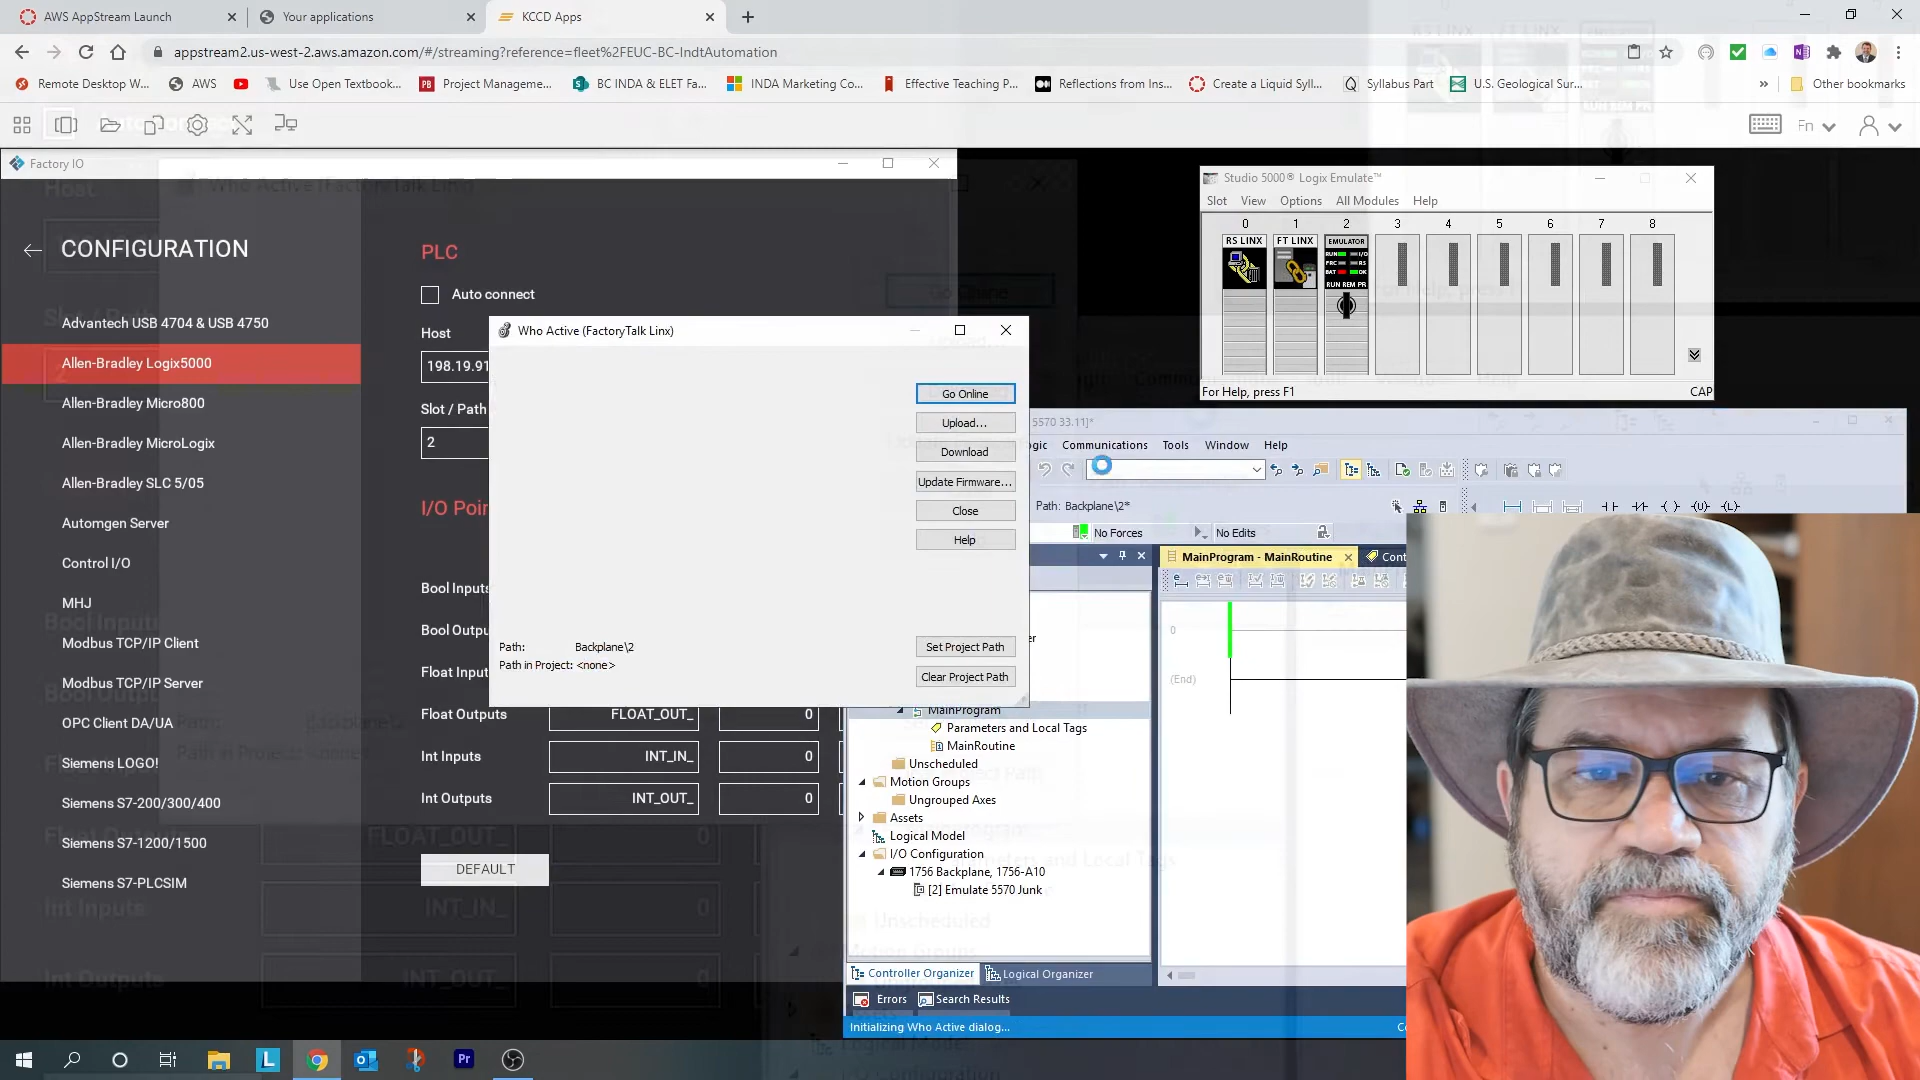 AWS AppStream Launch
Your applications
KCCD Apps
appstream2.us-west-2.aws.amazon.com/#/streaming?reference=fleet%2FEUC-BC-IndtAutomation
Remote Desktop W...
AWS
Use Open Textbook...
Project Manageme...
BC INDA & ELET Fa...
INDA Marketing Co...
Effective Teaching P...
Reflections from Ins...
Create a Liquid Syll...
Syllabus Part
U.S. Geological Sur...
»
Other bookmarks
Fn
Factory IO
CONFIGURATION
Advantech USB 4704 & USB 4750
Allen-Bradley Logix5000
Allen-Bradley Micro800
Allen-Bradley MicroLogix
Allen-Bradley SLC 5/05
Automgen Server
Control I/O
MHJ
Modbus TCP/IP Client
Modbus TCP/IP Server
OPC Client DA/UA
Siemens LOGO!
Siemens S7-200/300/400
Siemens S7-1200/1500
Siemens S7-PLCSIM
PLC
Auto connect
Host
198.19.91
Slot / Path
2
I/O Poin
Bool Inputs
Bool Outpu
Float Input
Float Outputs
FLOAT_OUT_
0
Int Inputs
INT_IN_
0
Int Outputs
INT_OUT_
0
DEFAULT
Who Active (FactoryTalk Linx)
Go Online
Upload...
Download
Update Firmware...
Close
Help
Path: Backplane\2
Path in Project: <none>
Set Project Path
Clear Project Path
Studio 5000® Logix Emulate™
Slot
View
Options
All Modules
Help
0 1 2 3 4 5 6 7 8
RS LINX
FT LINX
EMULATOR
RUN I/O
FRC RS
BAT OK
RUN REM PR
For Help, press F1
CAP
5570 33.11]*
ogic
Communications
Tools
Window
Help
Path: Backplane\2*
No Forces
No Edits
MainProgram - MainRoutine
Cont
0
(End)
er
MainProgram
Parameters and Local Tags
MainRoutine
Unscheduled
Motion Groups
Ungrouped Axes
Assets
Logical Model
I/O Configuration
1756 Backplane, 1756-A10
[2] Emulate 5570 Junk
Controller Organizer
Logical Organizer
Errors
Search Results
Initializing Who Active dialog...
Co